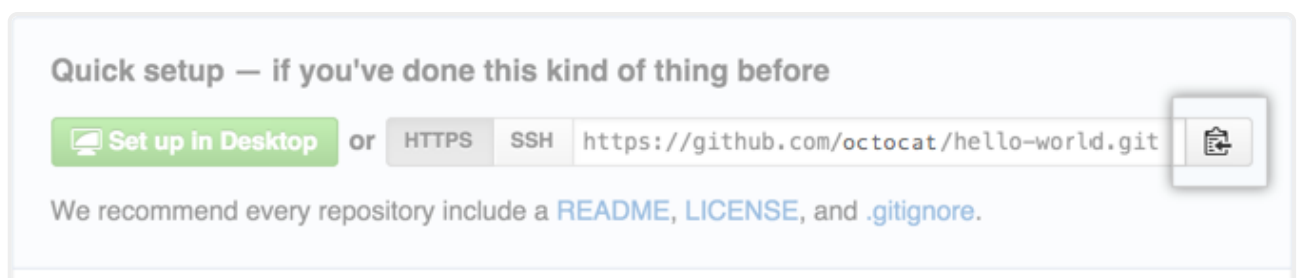 Quick setup — if you've done this kind of thing before
Set up in Desktop or HTTPS SSH https://github.com/octocat/hello-world.git
We recommend every repository include a README, LICENSE, and .gitignore.